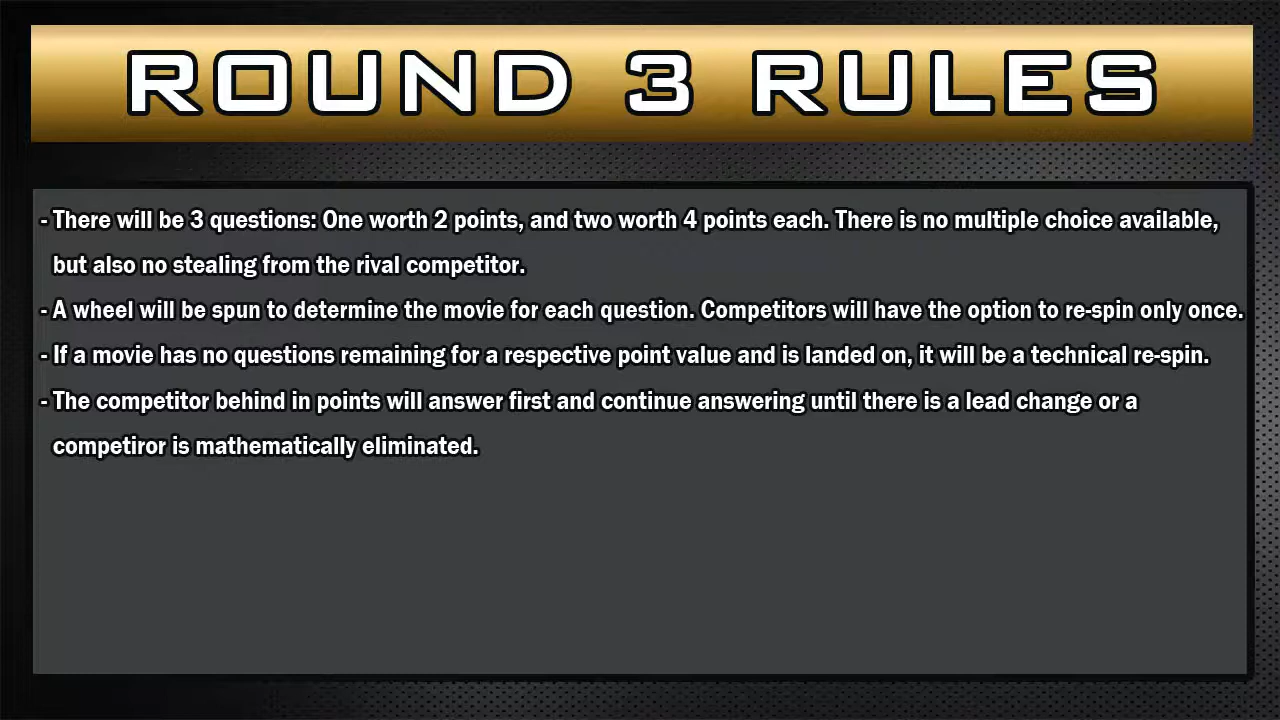 ROUND 3 RULES
- There will be 3 questions: One worth 2 points, and two worth 4 points each. There is no multiple choice available,
but also no stealing from the rival competitor.
- A wheel will be spun to determine the movie for each question. Competitors will have the option to re-spin only once.
- If a movie has no questions remaining for a respective point value and is landed on, it will be a technical re-spin.
- The competitor behind in points will answer first and continue answering until there is a lead change or a
competiror is mathematically eliminated.